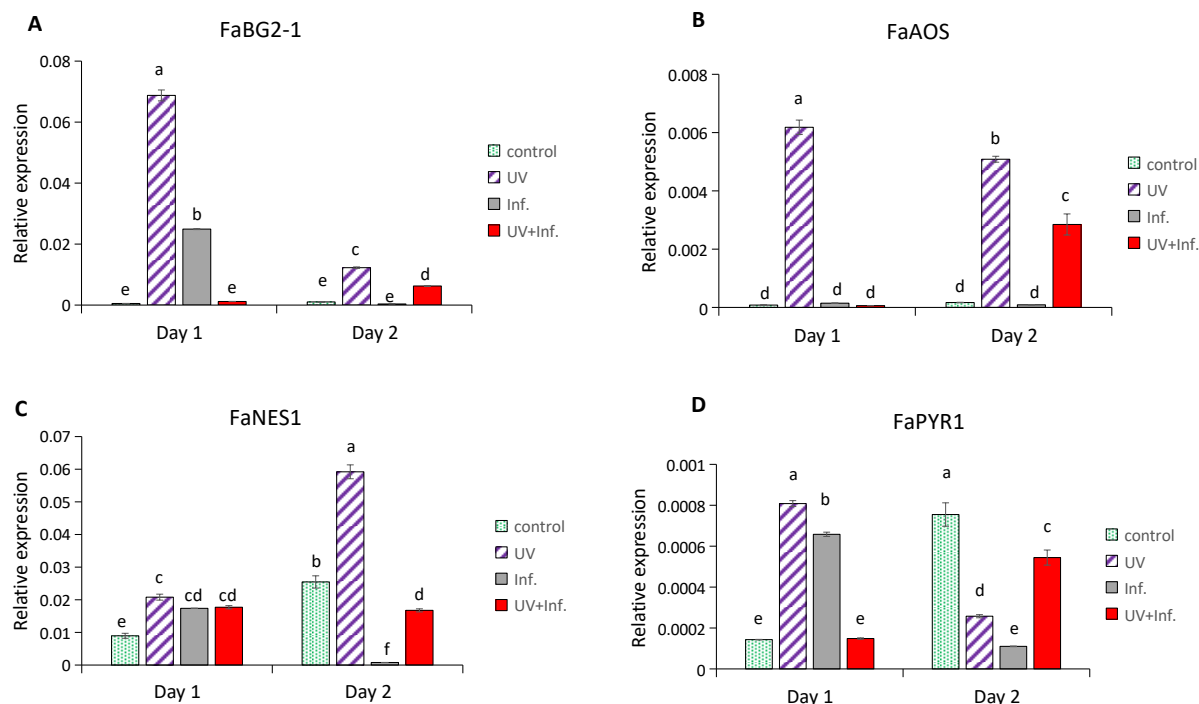 A
FaBG2-1
Relative expression
0.08
0.06
0.04
0.02
0
a
b
c
d
e
e
e
e
Day 1
Day 2
control
UV
Inf.
UV+Inf.
B
FaAOS
Relative expression
0.008
0.006
0.004
0.002
0
a
b
c
d
d
d
d
d
Day 1
Day 2
control
UV
Inf.
UV+Inf.
C
FaNES1
Relative expression
0.07
0.06
0.05
0.04
0.03
0.02
0.01
0
e
c
cd
cd
b
a
f
d
Day 1
Day 2
control
UV
Inf.
UV+Inf.
D
FaPYR1
Relative expression
0.001
0.0008
0.0006
0.0004
0.0002
0
e
a
b
e
a
d
e
c
Day 1
Day 2
control
UV
Inf.
UV+Inf.